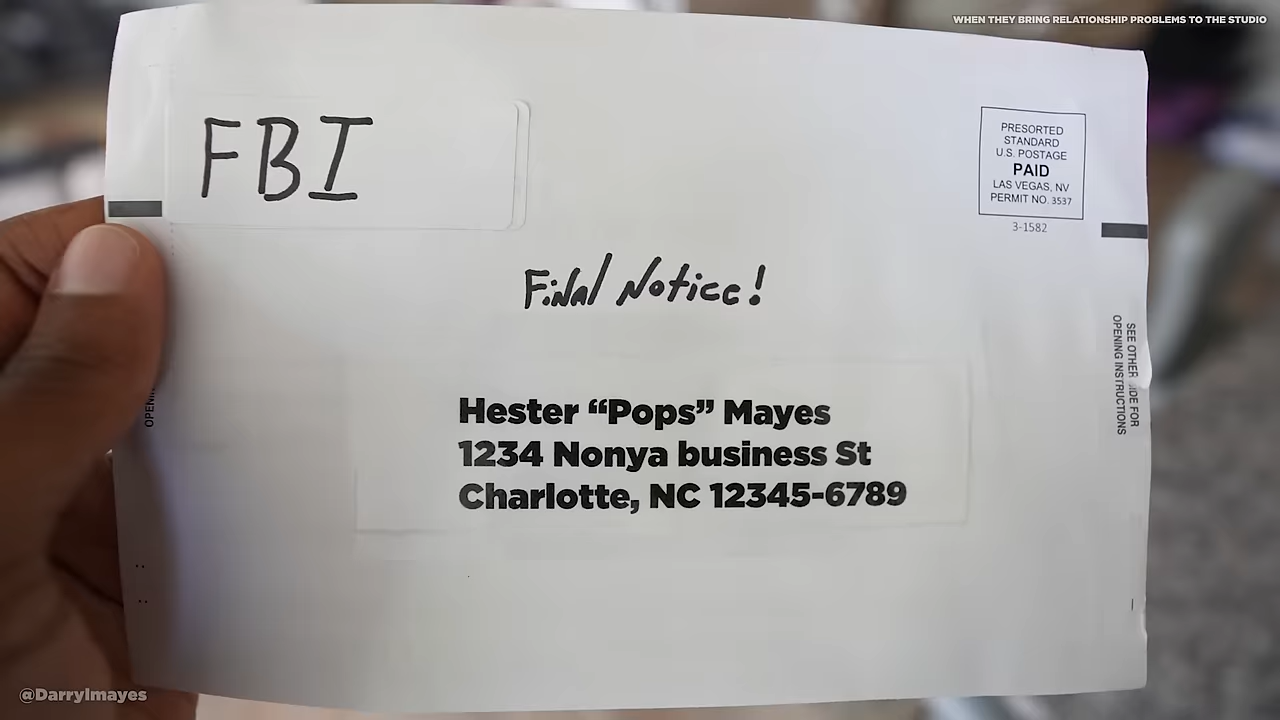 WHEN THEY BRING RELATIONSHIP PROBLEMS TO THE STUDIO
FBI
PRESORTED
STANDARD
U.S. POSTAGE
PAID
LAS VEGAS, NV
PERMIT NO. 3537
3-1582
Final Notice!
SEE OTHER IDE FOR
OPENING INSTRUCTIONS
OPENIN
Hester “Pops” Mayes
1234 Nonya business St
Charlotte, NC 12345-6789
@Darrylmayes